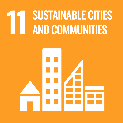 11 SUSTAINABLE CITIES
AND COMMUNITIES